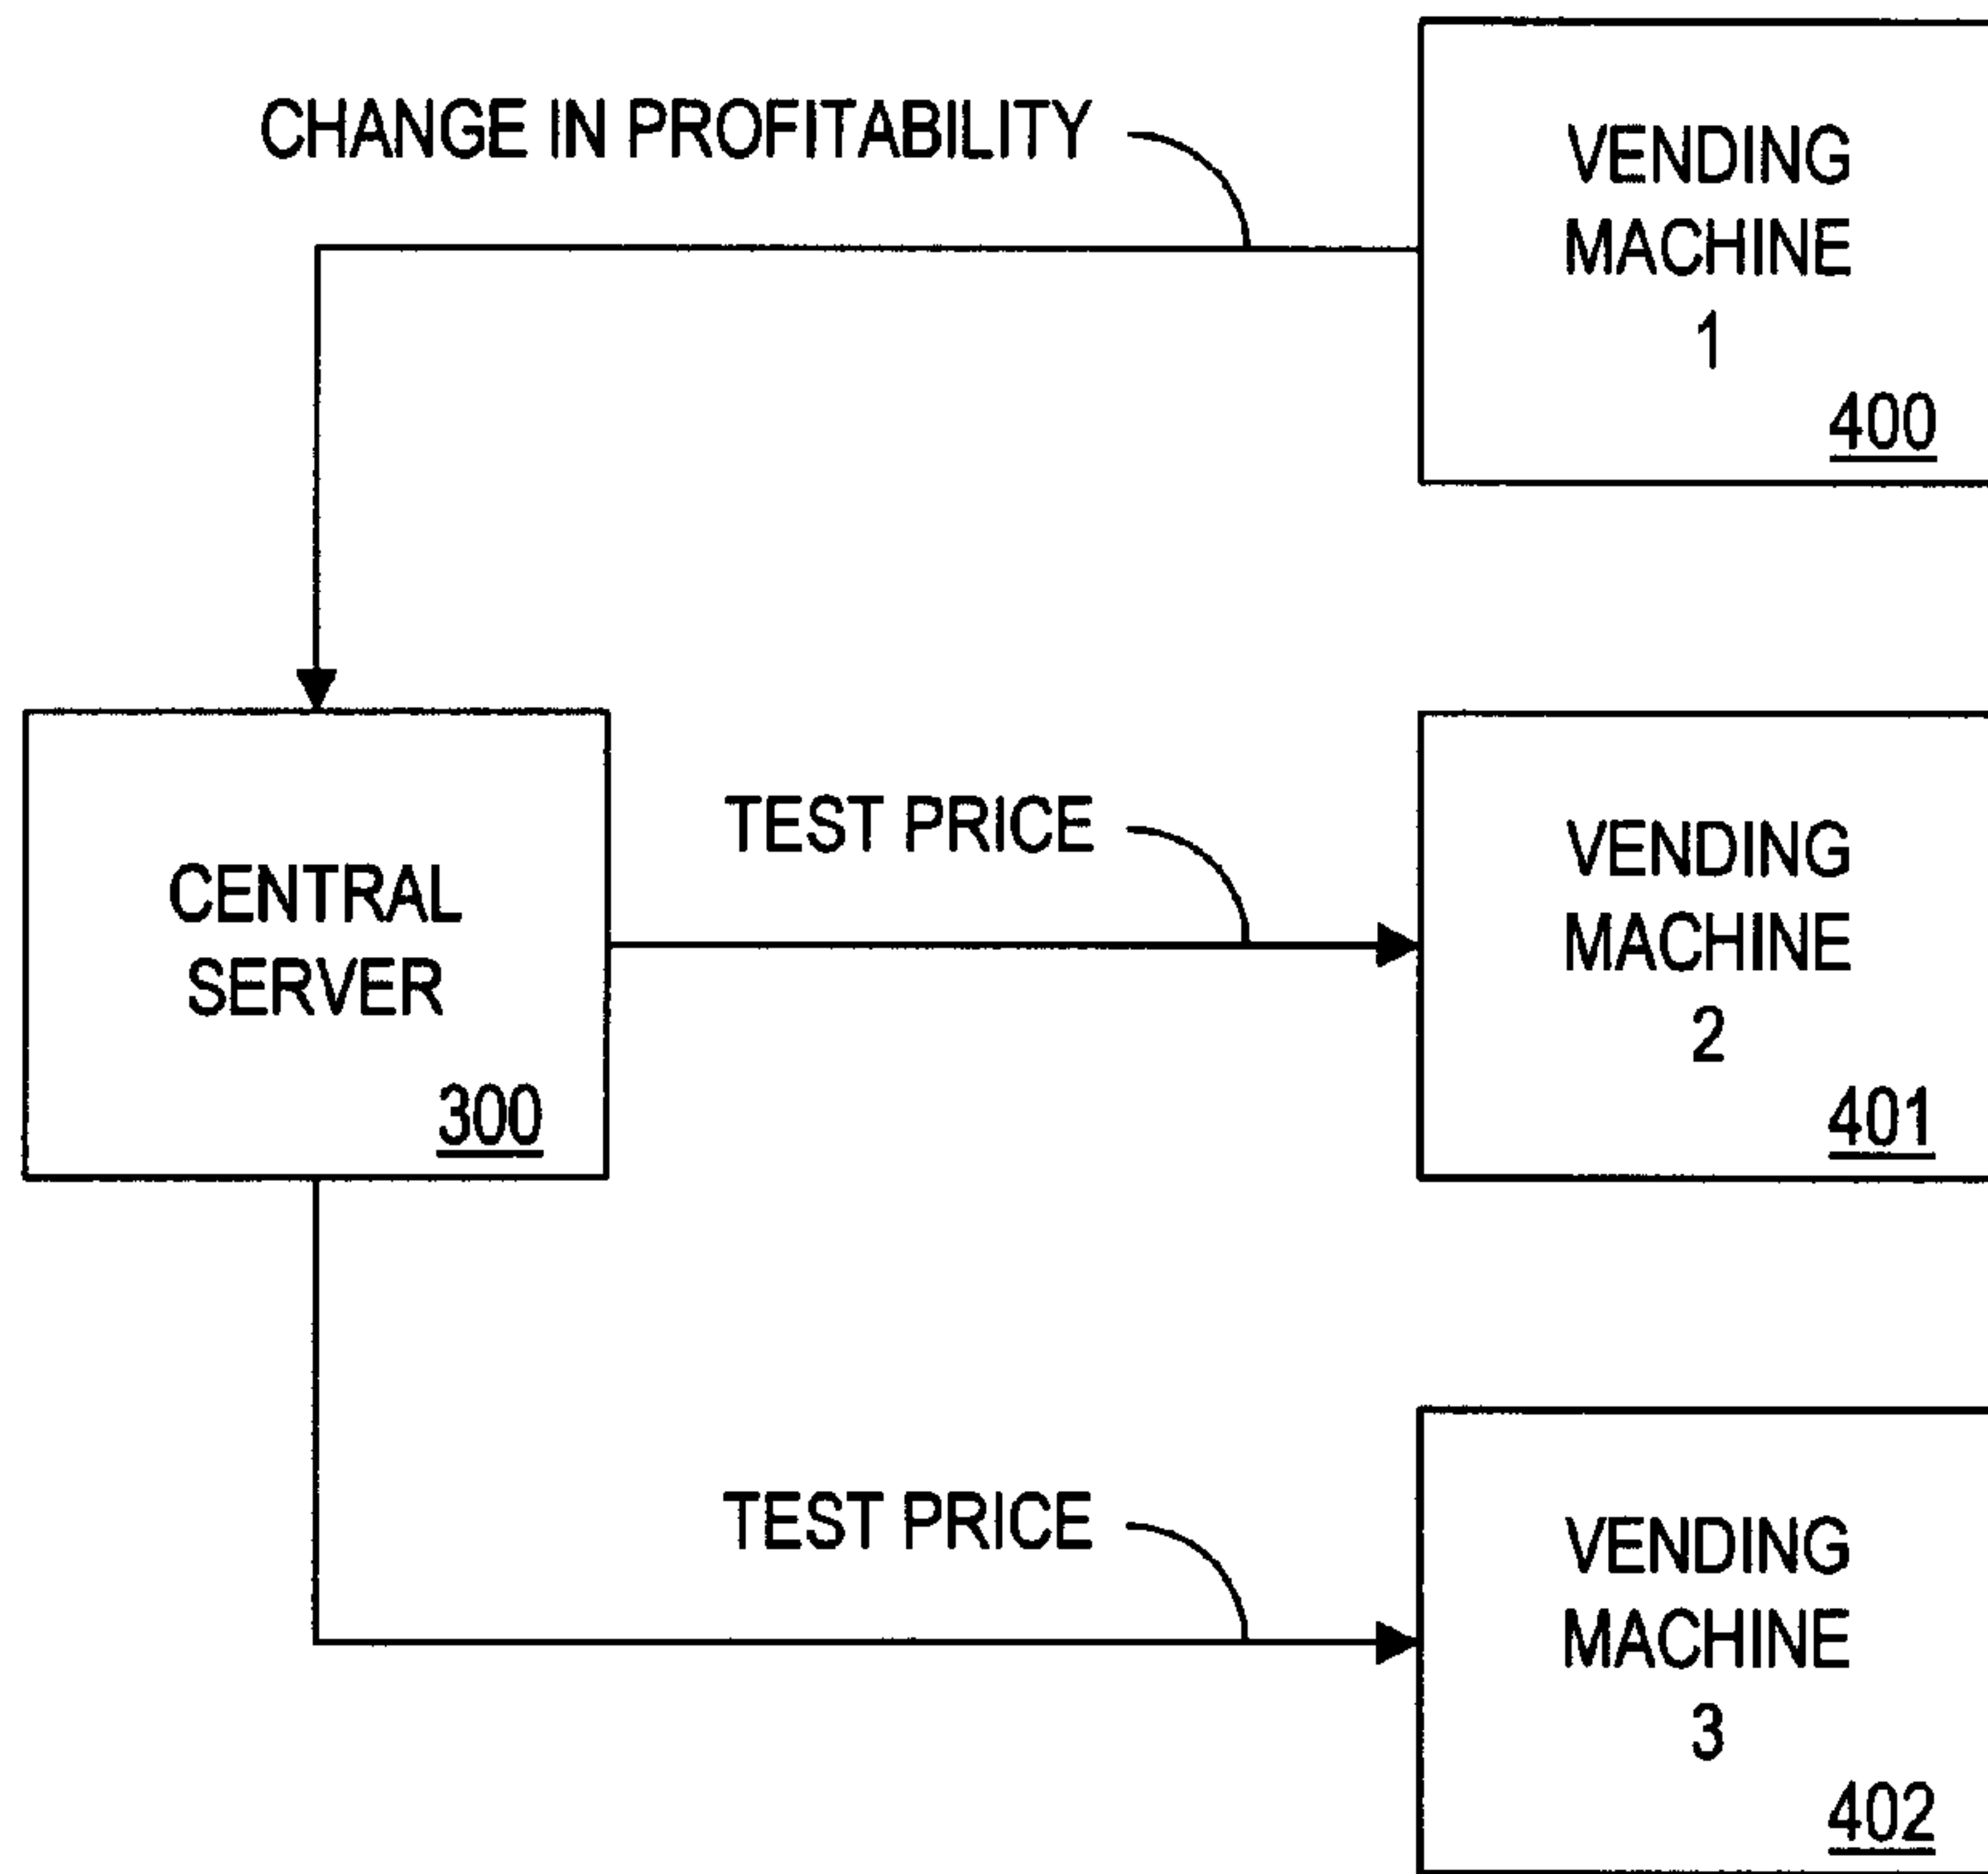 CHANGE IN PROFITABILITY
VENDING
MACHINE
1
400
CENTRAL
SERVER
300
TEST PRICE
VENDING
MACHINE
2
401
TEST PRICE
VENDING
MACHINE
3
402